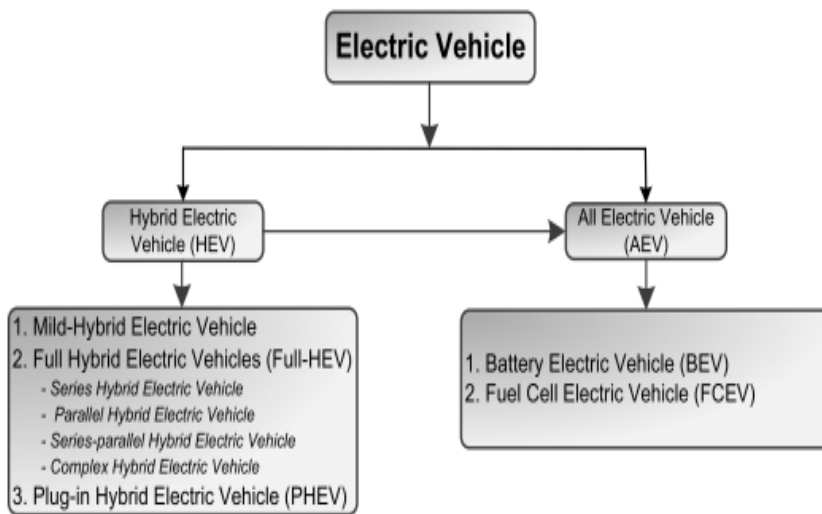 Electric Vehicle
Hybrid Electric
Vehicle (HEV)
All Electric Vehicle
(AEV)
1. Mild-Hybrid Electric Vehicle
2. Full Hybrid Electric Vehicles (Full-HEV)
- Series Hybrid Electric Vehicle
- Parallel Hybrid Electric Vehicle
- Series-parallel Hybrid Electric Vehicle
- Complex Hybrid Electric Vehicle
3. Plug-in Hybrid Electric Vehicle (PHEV)
1. Battery Electric Vehicle (BEV)
2. Fuel Cell Electric Vehicle (FCEV)